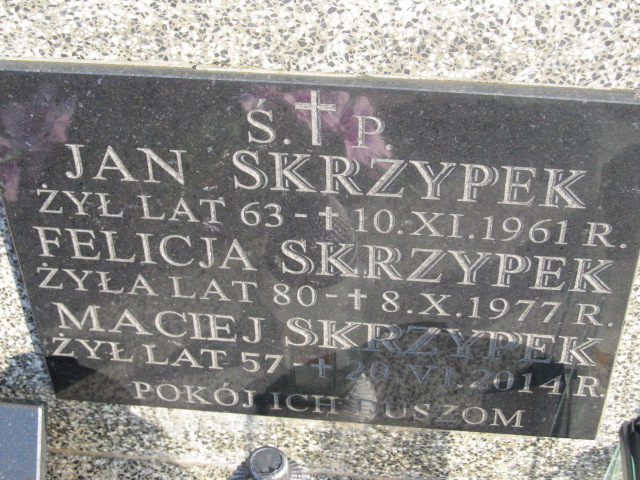 Ś. † P.
JAN SKRZYPEK
ŻYŁ LAT 63 - † 10. XI. 1961 R.
FELICJA SKRZYPEK
ŻYŁA LAT 80 - † 8. X. 1977 R.
MACIEJ SKRZYPEK
ŻYŁ LAT 57 - † 20. VI. 2014 R.
POKÓJ ICH DUSZOM